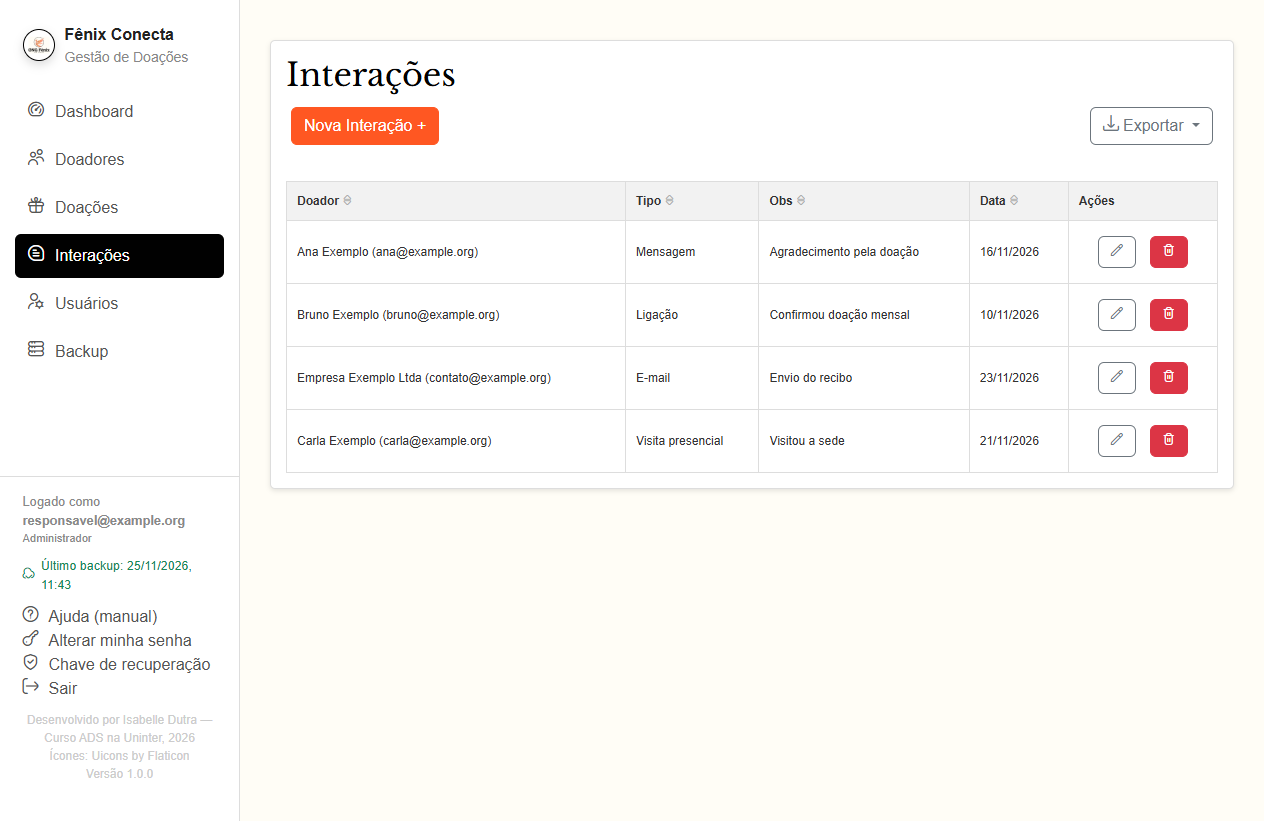 Fênix Conecta
Gestão de Doações
Dashboard
Doadores
Doações
Interações
Usuários
Backup
Logado como
responsavel@example.org
Administrador
Último backup: 25/11/2026,
11:43
Ajuda (manual)
Alterar minha senha
Chave de recuperação
Sair
Desenvolvido por Isabelle Dutra —
Curso ADS na Uninter, 2026
Ícones: Uicons by Flaticon
Versão 1.0.0
Interações
Nova Interação +
Exportar
Doador Tipo Obs Data Ações
Ana Exemplo (ana@example.org) Mensagem Agradecimento pela doação 16/11/2026
Bruno Exemplo (bruno@example.org) Ligação Confirmou doação mensal 10/11/2026
Empresa Exemplo Ltda (contato@example.org) E-mail Envio do recibo 23/11/2026
Carla Exemplo (carla@example.org) Visita presencial Visitou a sede 21/11/2026